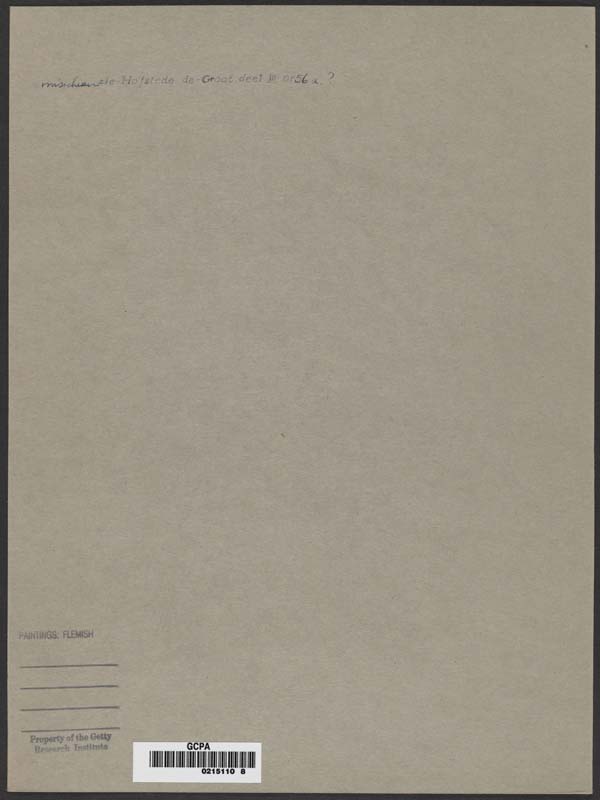 misschien zie Hofstede de Groot deel III nr 56 a ?
PAINTINGS: FLEMISH
Property of the Getty
Research Institute
GCPA
0215110 8